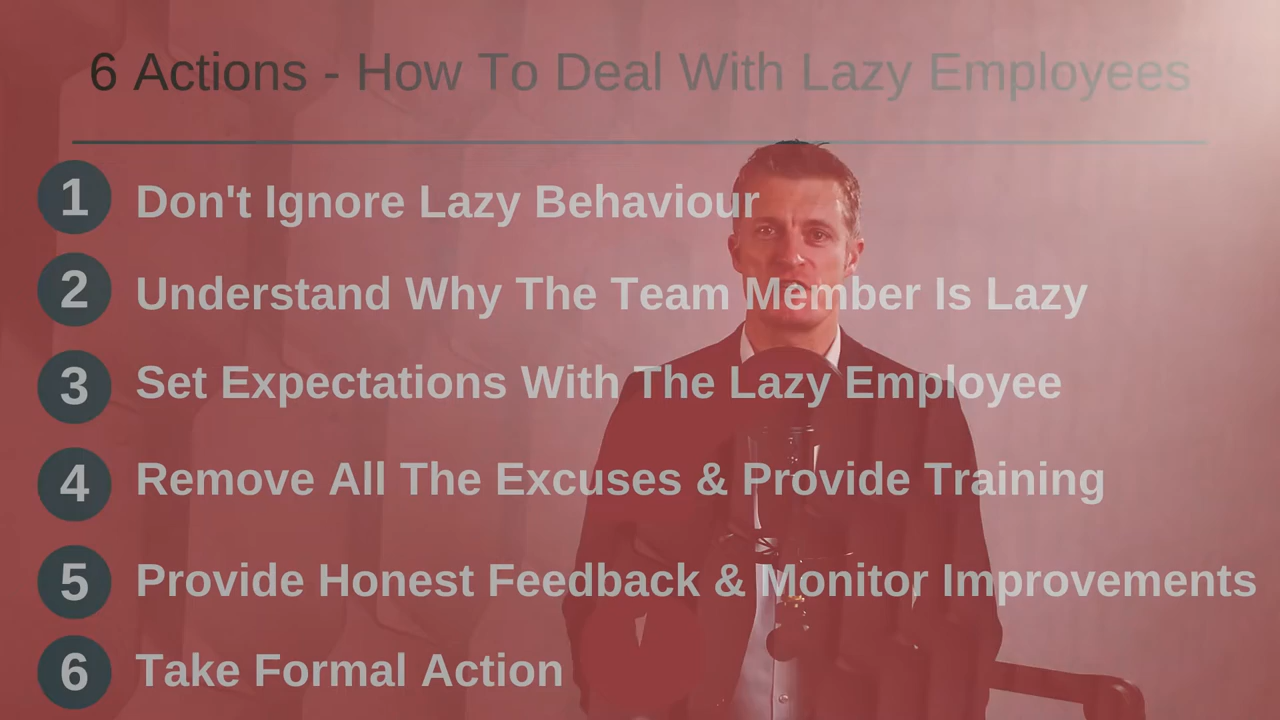 6 Actions - How To Deal With Lazy Employees
1 Don't Ignore Lazy Behaviour
2 Understand Why The Team Member Is Lazy
3 Set Expectations With The Lazy Employee
4 Remove All The Excuses & Provide Training
5 Provide Honest Feedback & Monitor Improvements
6 Take Formal Action